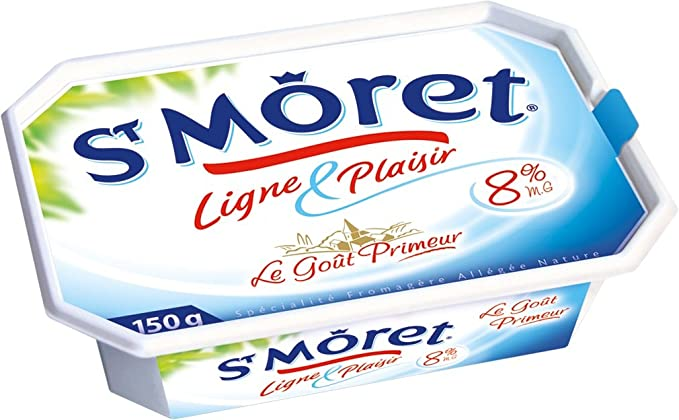 St Môret®
Ligne & Plaisir
8% M.G
Le Goût Primeur
150g
Spécialité Fromagère Allégée Nature
St Môret
Ligne & Plaisir
8% M.G
Le Goût
Primeur